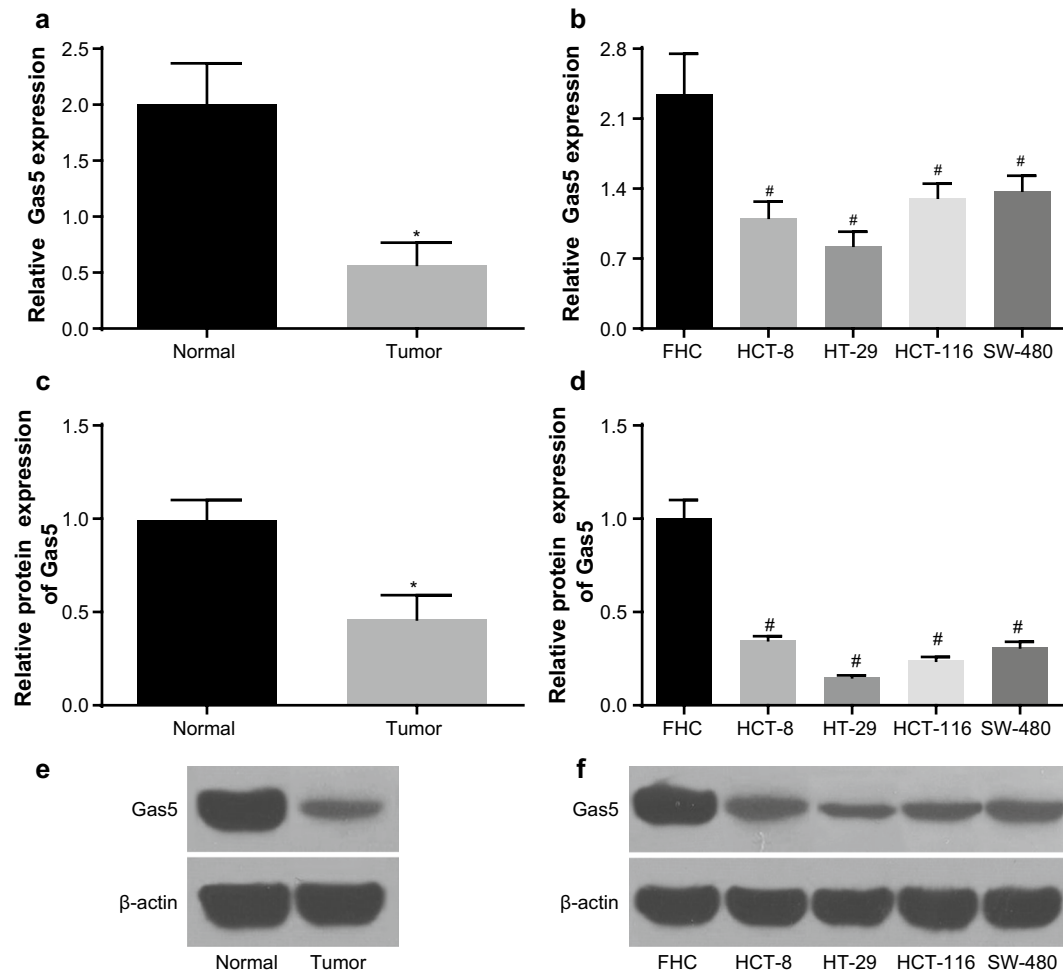 a
Relative Gas5 expression
2.5
2.0
1.5
1.0
0.5
0.0
*
Normal Tumor
b
Relative Gas5 expression
2.8
2.1
1.4
0.7
0.0
# # # #
FHC HCT-8 HT-29 HCT-116 SW-480
c
Relative protein expression
of Gas5
1.5
1.0
0.5
0.0
*
Normal Tumor
d
Relative protein expression
of Gas5
1.5
1.0
0.5
0.0
# # # #
FHC HCT-8 HT-29 HCT-116 SW-480
e
Gas5
β-actin
Normal Tumor
f
Gas5
β-actin
FHC HCT-8 HT-29 HCT-116 SW-480